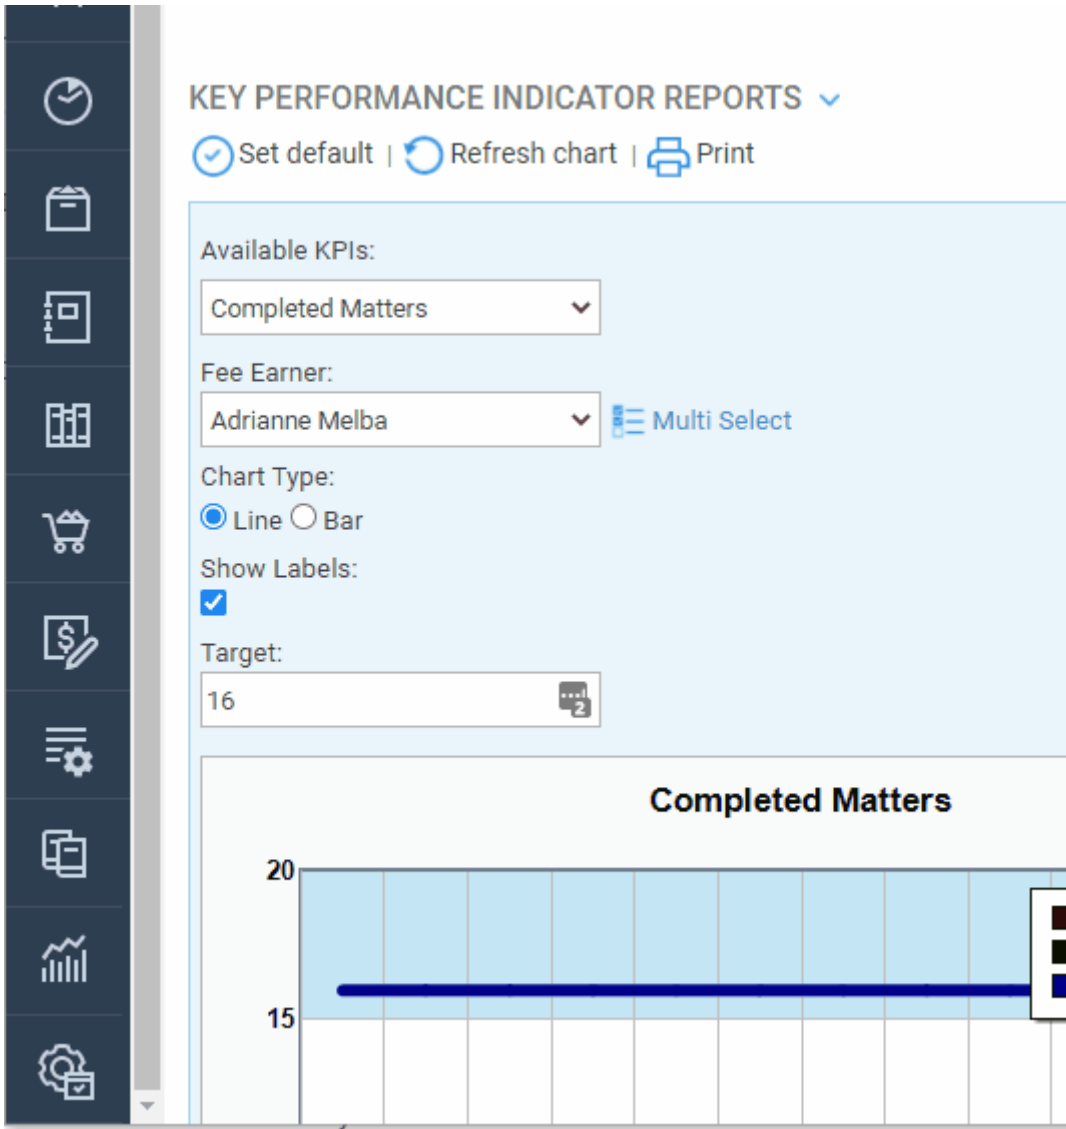 KEY PERFORMANCE INDICATOR REPORTS
Set default | Refresh chart | Print
Available KPIs:
Completed Matters
Fee Earner:
Adrianne Melba
Multi Select
Chart Type:
Line Bar
Show Labels:
Target:
16
2
Completed Matters
20
15